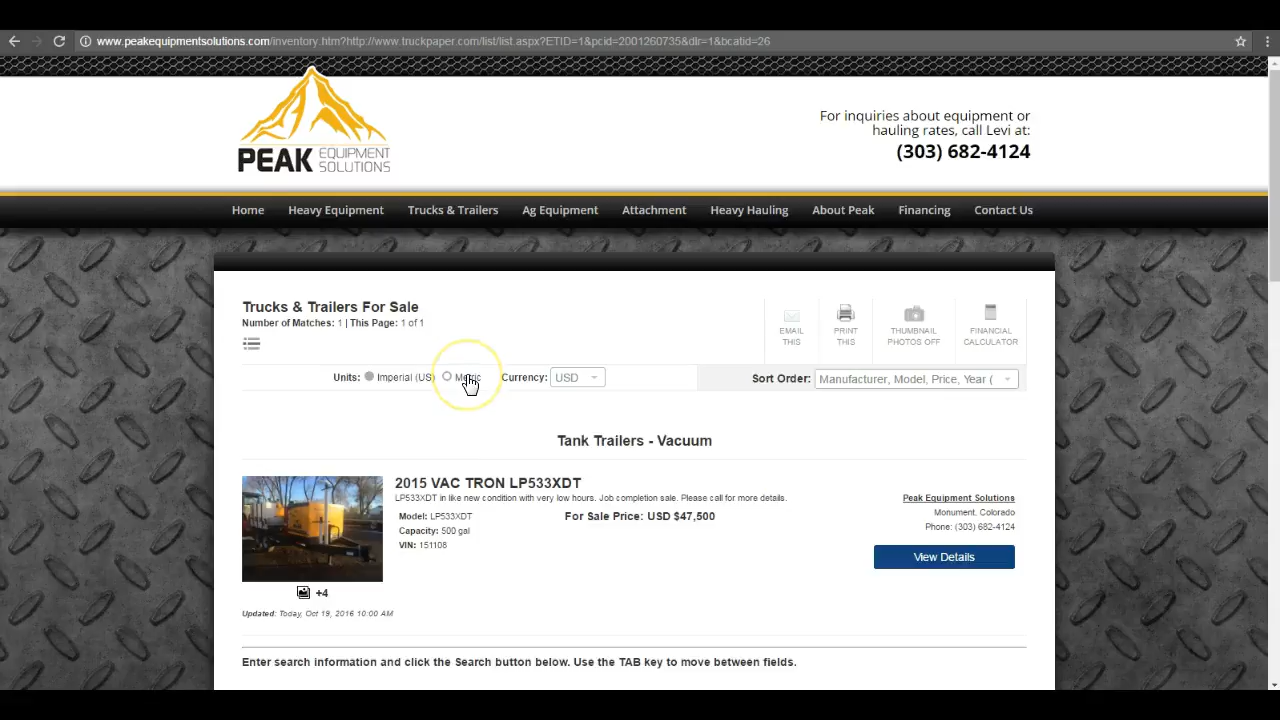 www.peakequipmentsolutions.com/inventory.htm?http://www.truckpaper.com/list/list.aspx?ETID=1&pcid=2001260735&dlr=1&bcatid=26
PEAK EQUIPMENT SOLUTIONS
For inquiries about equipment or
hauling rates, call Levi at:
(303) 682-4124
Home Heavy Equipment Trucks & Trailers Ag Equipment Attachment Heavy Hauling About Peak Financing Contact Us
Trucks & Trailers For Sale
Number of Matches: 1 | This Page: 1 of 1
EMAIL THIS
PRINT THIS
THUMBNAIL PHOTOS OFF
FINANCIAL CALCULATOR
Units: Imperial (US) Metric Currency: USD Sort Order: Manufacturer, Model, Price, Year (
Tank Trailers - Vacuum
2015 VAC TRON LP533XDT
LP533XDT in like new condition with very low hours. Job completion sale. Please call for more details.
Model: LP533XDT
Capacity: 500 gal
VIN: 151108
For Sale Price: USD $47,500
Peak Equipment Solutions
Monument, Colorado
Phone: (303) 682-4124
View Details
+4
Updated: Today, Oct 19, 2016 10:00 AM
Enter search information and click the Search button below. Use the TAB key to move between fields.